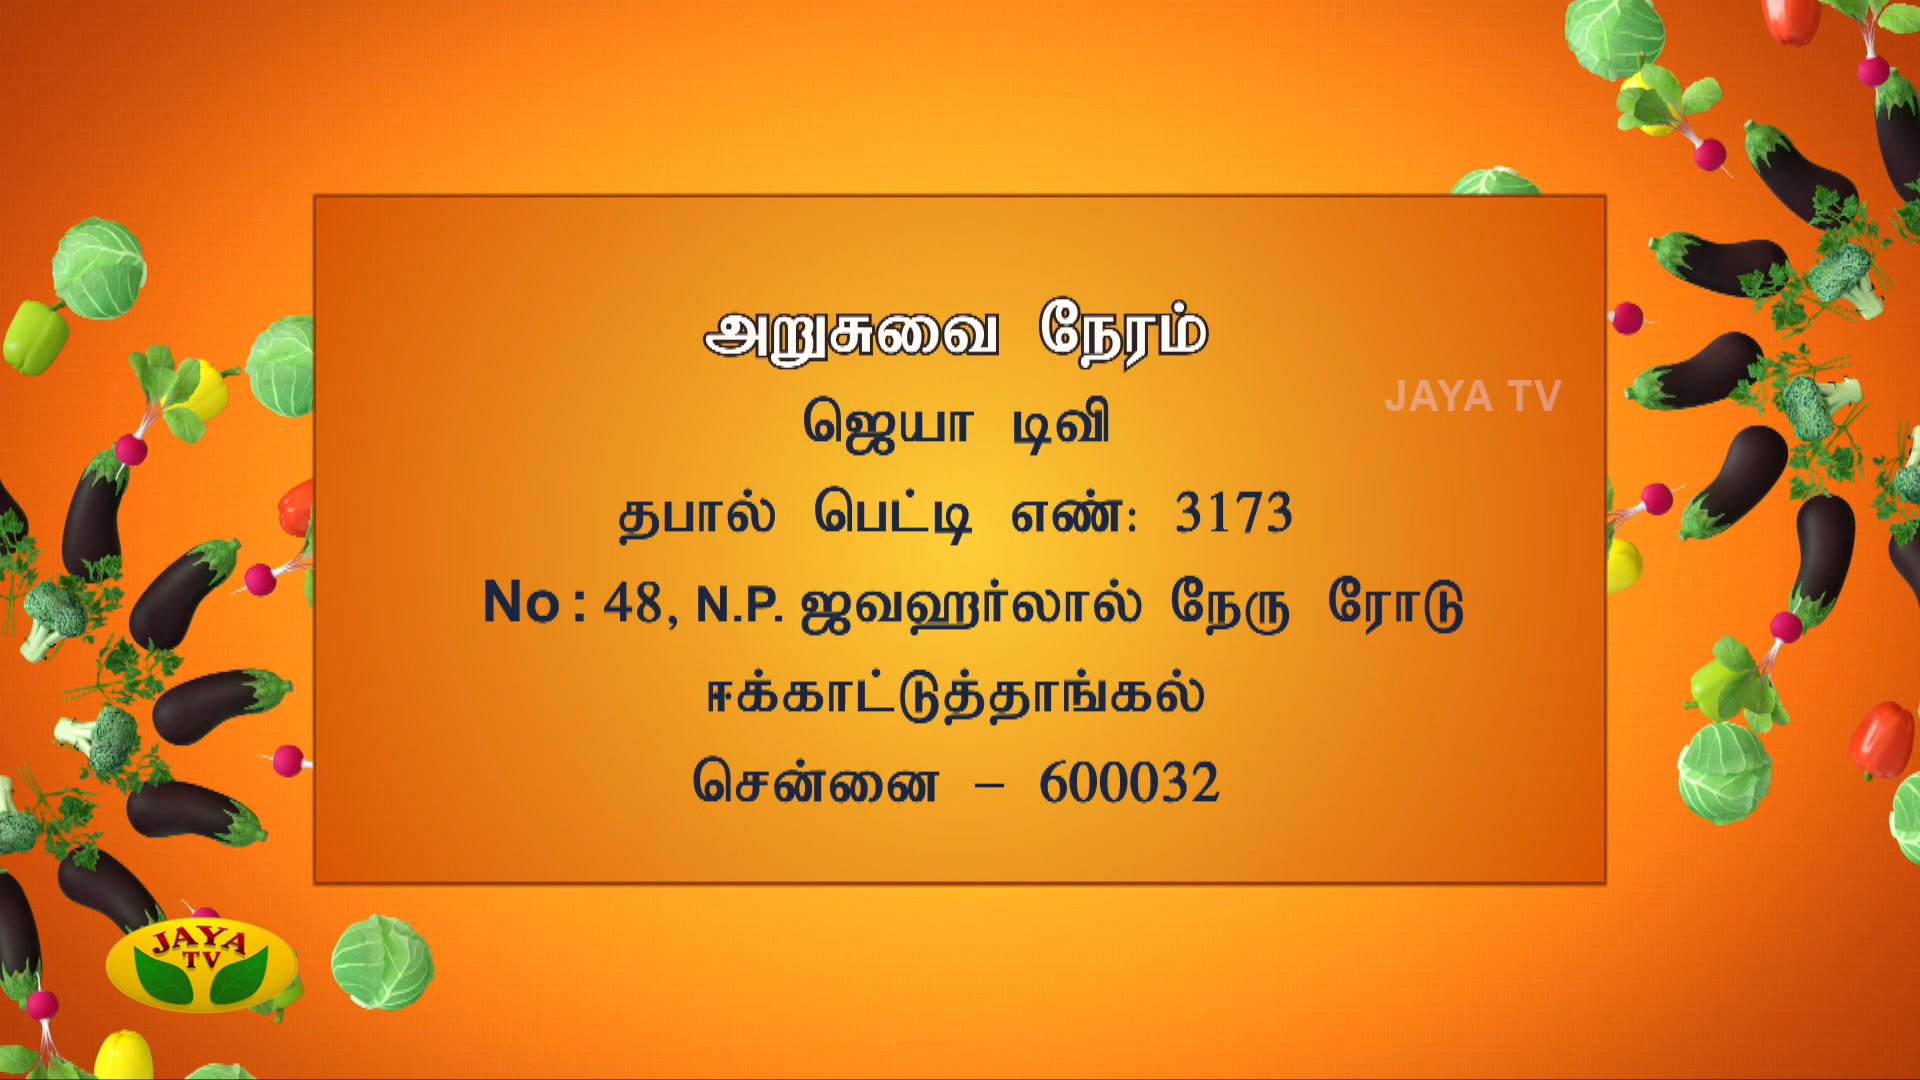 அறுசுவை நேரம்
JAYA TV
ஜெயா டிவி
தபால் பெட்டி எண்: 3173
No : 48, N.P. ஜவஹர்லால் நேரு ரோடு
ஈக்காட்டுத்தாங்கல்
சென்னை – 600032
JAYA
TV